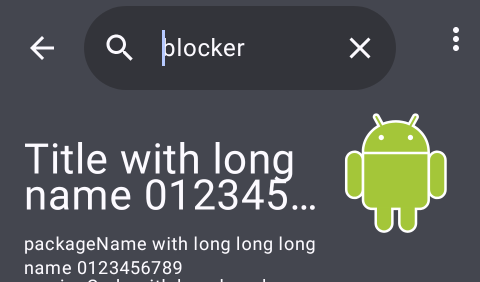 blocker
Title with long
name 012345…
packageName with long long long
name 0123456789